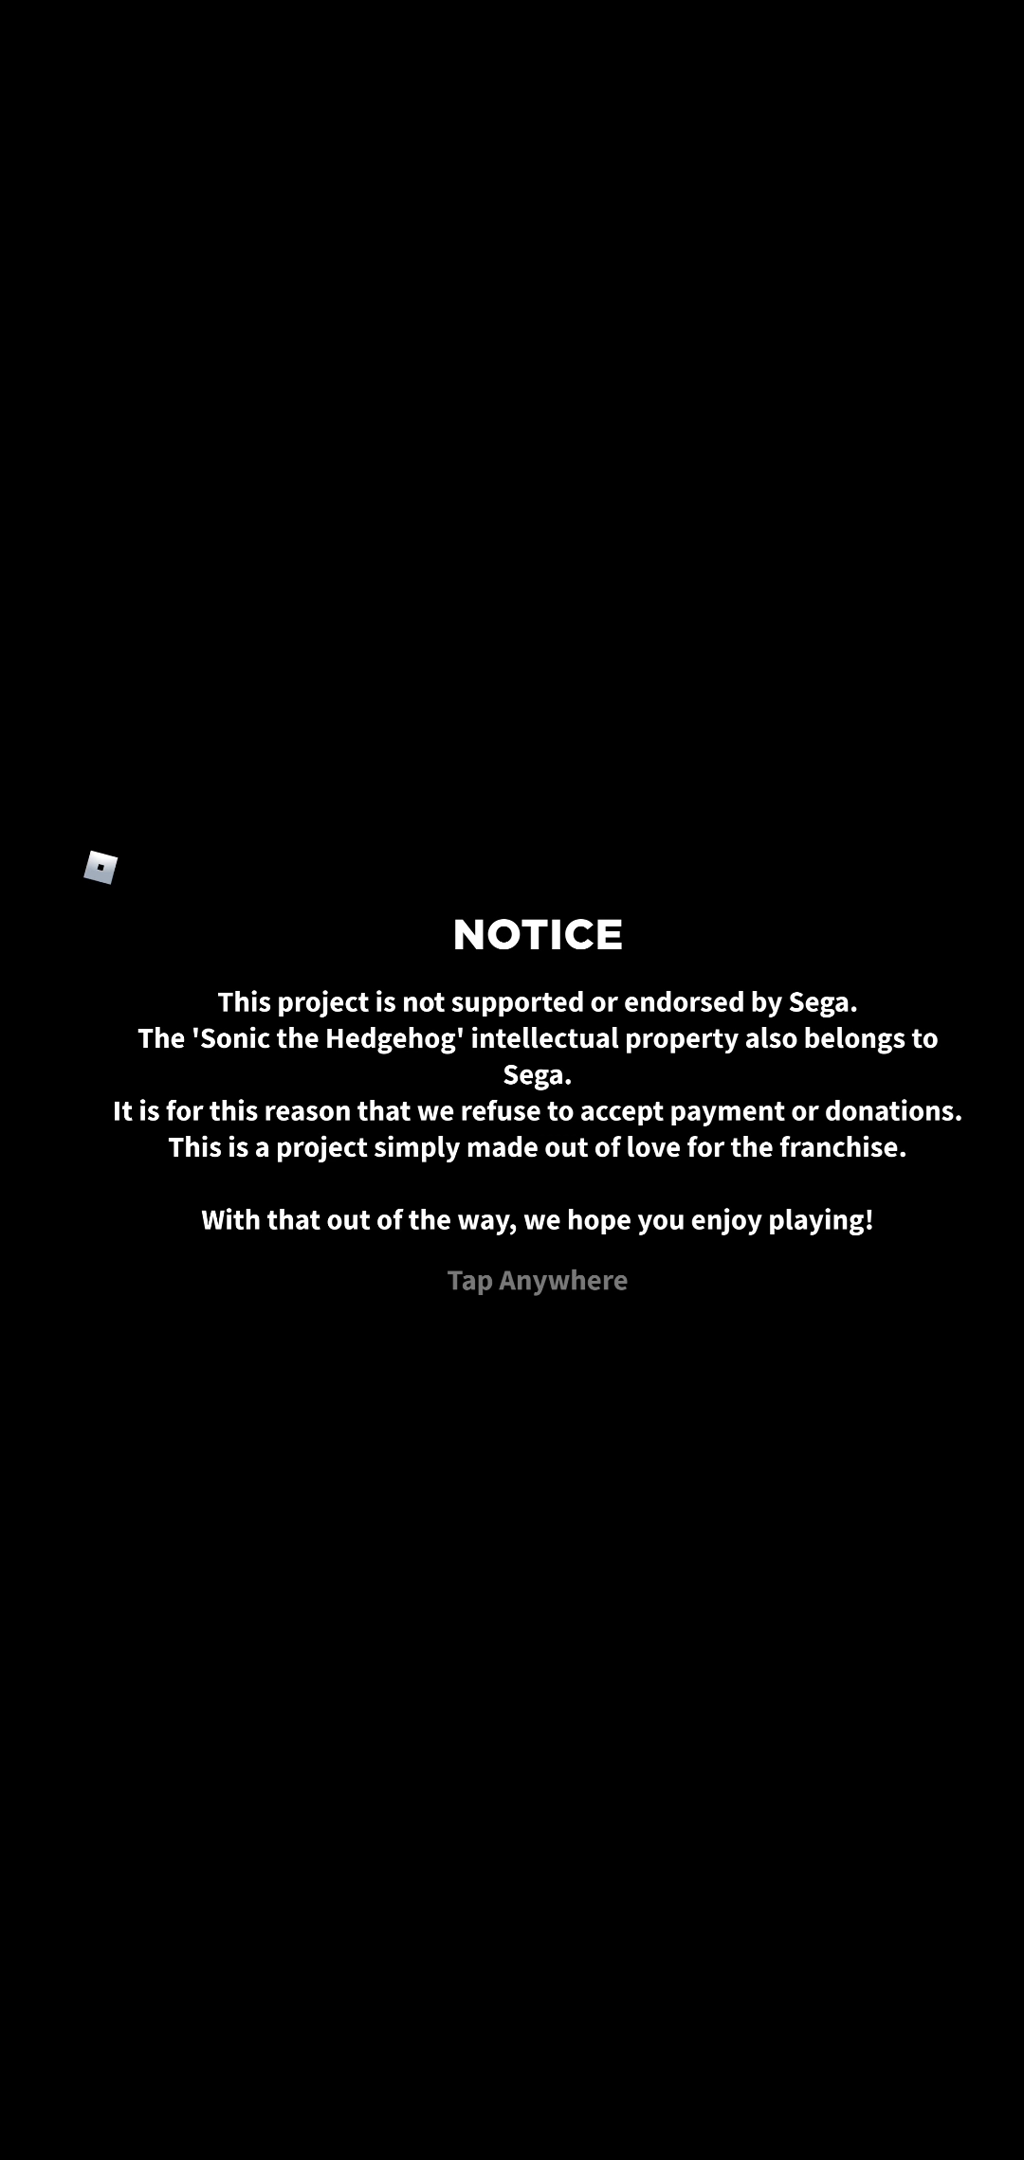 NOTICE
This project is not supported or endorsed by Sega.
The 'Sonic the Hedgehog' intellectual property also belongs to
Sega.
It is for this reason that we refuse to accept payment or donations.
This is a project simply made out of love for the franchise.
With that out of the way, we hope you enjoy playing!
Tap Anywhere